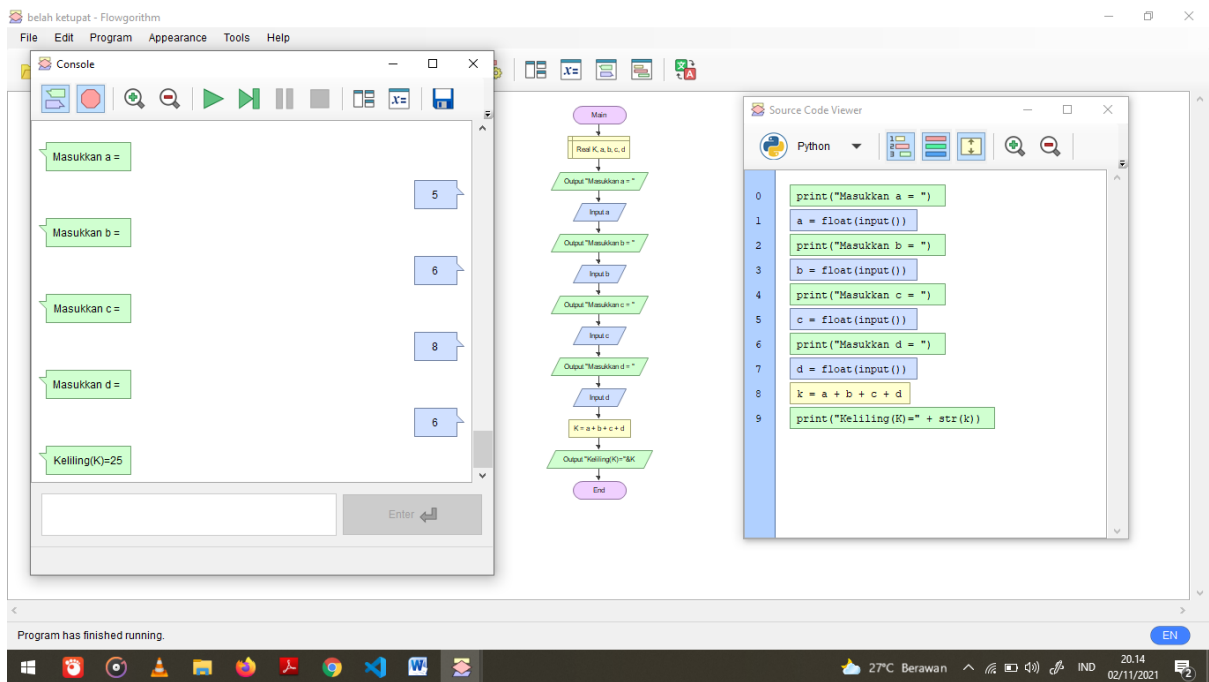 belah ketupat - Flowgorithm
File Edit Program Appearance Tools Help
Console
Masukkan a =
5
Masukkan b =
6
Masukkan c =
8
Masukkan d =
6
Keliling(K)=25
Enter
Main
Real K, a, b, c, d
Output "Masukkan a = "
Input a
Output "Masukkan b = "
Input b
Output "Masukkan c = "
Input c
Output "Masukkan d = "
Input d
K = a + b + c + d
Output "Keliling(K)="&K
End
Source Code Viewer
Python
0 print("Masukkan a = ")
1 a = float(input())
2 print("Masukkan b = ")
3 b = float(input())
4 print("Masukkan c = ")
5 c = float(input())
6 print("Masukkan d = ")
7 d = float(input())
8 k = a + b + c + d
9 print("Keliling(K)=" + str(k))
Program has finished running.
EN
27°C Berawan IND 20.14
02/11/2021
2